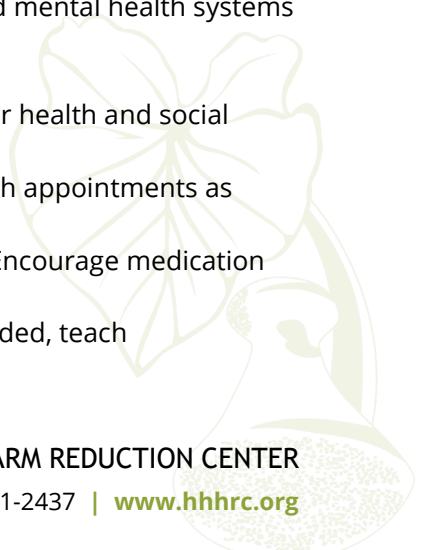 d mental health systems
r health and social
h appointments as
Encourage medication
ded, teach
ARM REDUCTION CENTER
1-2437 | www.hhhrc.org